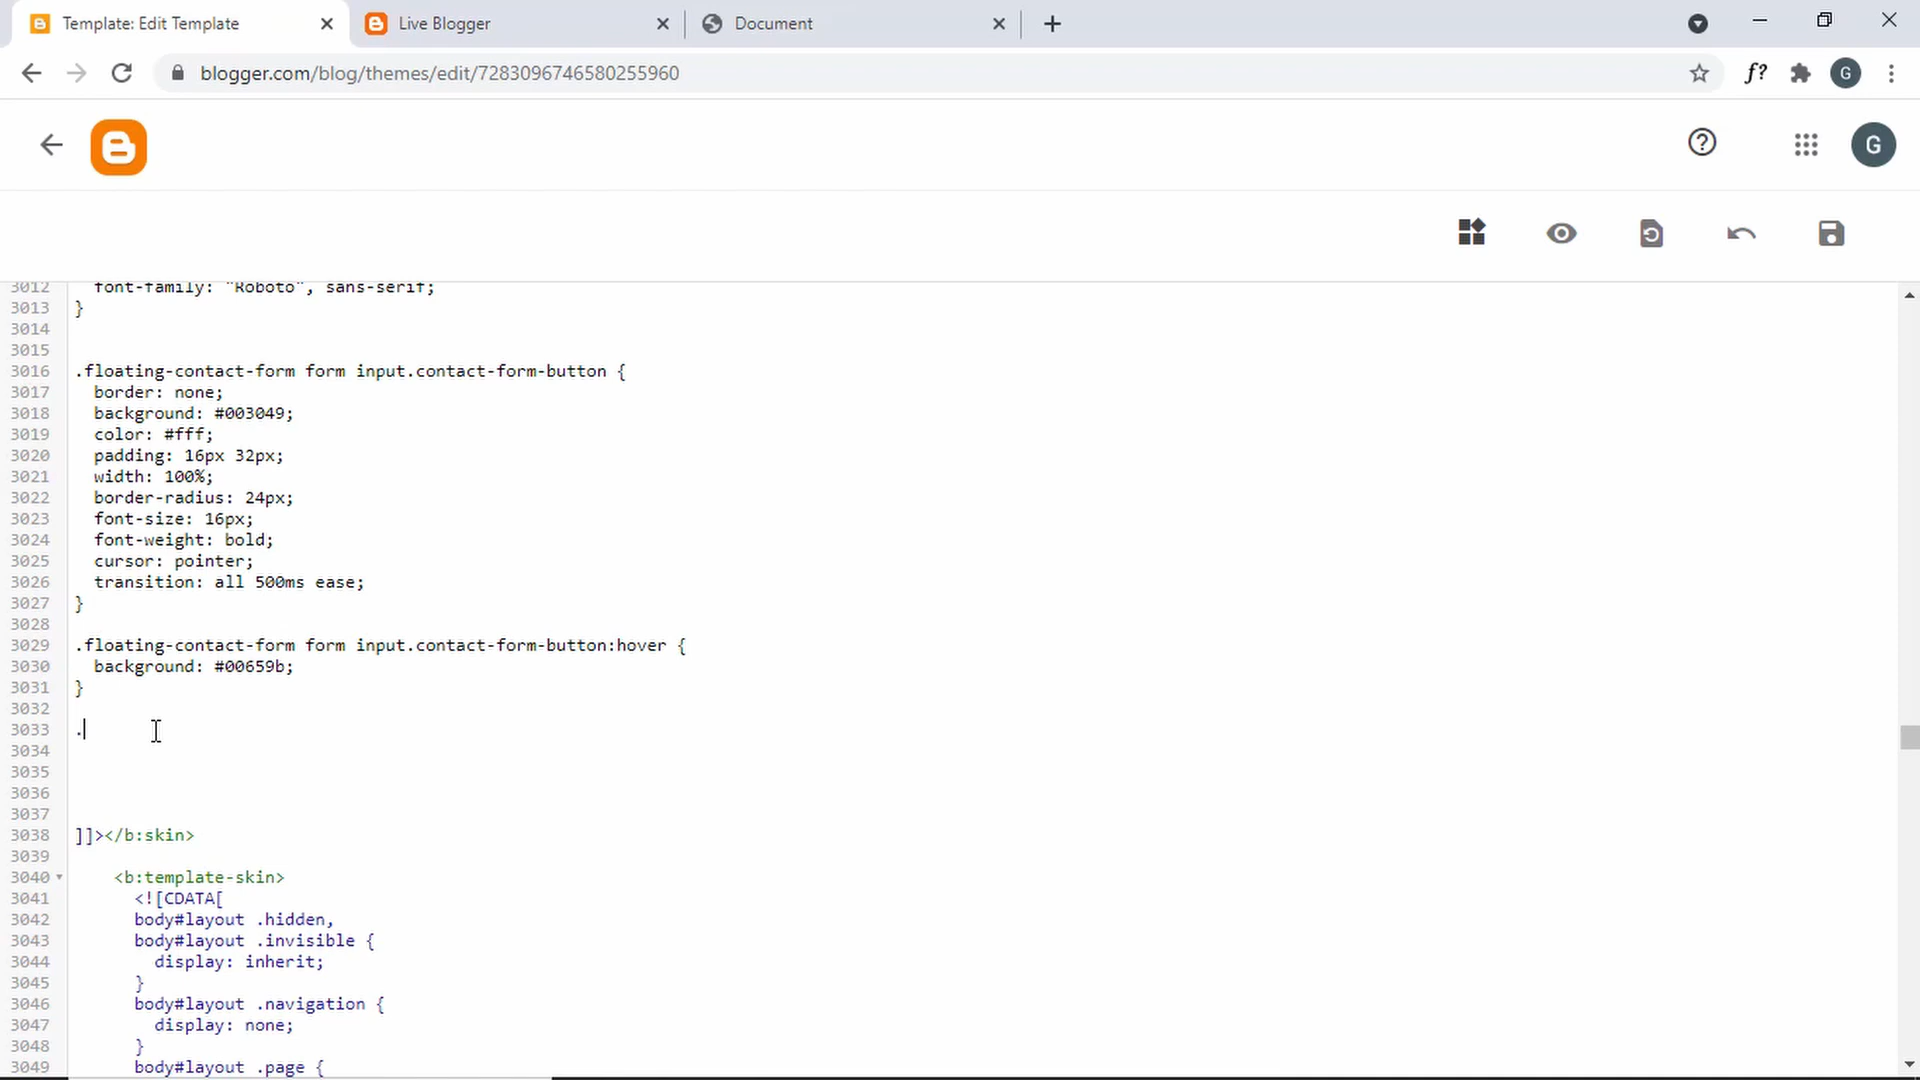 Template: Edit Template
Live Blogger
Document
blogger.com/blog/themes/edit/7283096746580255960
f?
G
G
3012 font-family: "Roboto", sans-serif;
3013 }
3014
3015
3016 .floating-contact-form form input.contact-form-button {
3017 border: none;
3018 background: #003049;
3019 color: #fff;
3020 padding: 16px 32px;
3021 width: 100%;
3022 border-radius: 24px;
3023 font-size: 16px;
3024 font-weight: bold;
3025 cursor: pointer;
3026 transition: all 500ms ease;
3027 }
3028
3029 .floating-contact-form form input.contact-form-button:hover {
3030 background: #00659b;
3031 }
3032
3033 .
3034
3035
3036
3037
3038 ]]></b:skin>
3039
3040 <b:template-skin>
3041 <![CDATA[
3042 body#layout .hidden,
3043 body#layout .invisible {
3044 display: inherit;
3045 }
3046 body#layout .navigation {
3047 display: none;
3048 }
3049 body#layout .page {